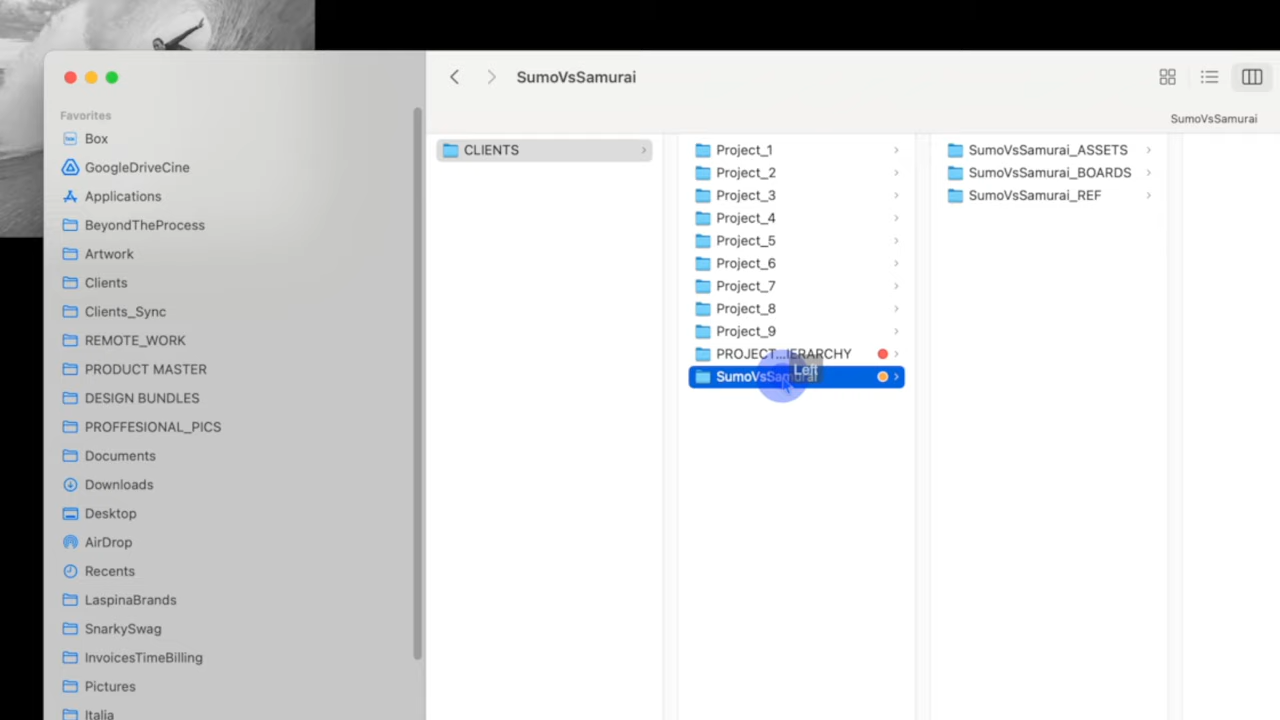 SumoVsSamurai
SumoVsSamurai
Favorites
Box
GoogleDriveCine
Applications
BeyondTheProcess
Artwork
Clients
Clients_Sync
REMOTE_WORK
PRODUCT MASTER
DESIGN BUNDLES
PROFFESIONAL_PICS
Documents
Downloads
Desktop
AirDrop
Recents
LaspinaBrands
SnarkySwag
InvoicesTimeBilling
Pictures
Italia
CLIENTS
Project_1
Project_2
Project_3
Project_4
Project_5
Project_6
Project_7
Project_8
Project_9
PROJECT...IERARCHY
SumoVsSamurai
Left
SumoVsSamurai_ASSETS
SumoVsSamurai_BOARDS
SumoVsSamurai_REF